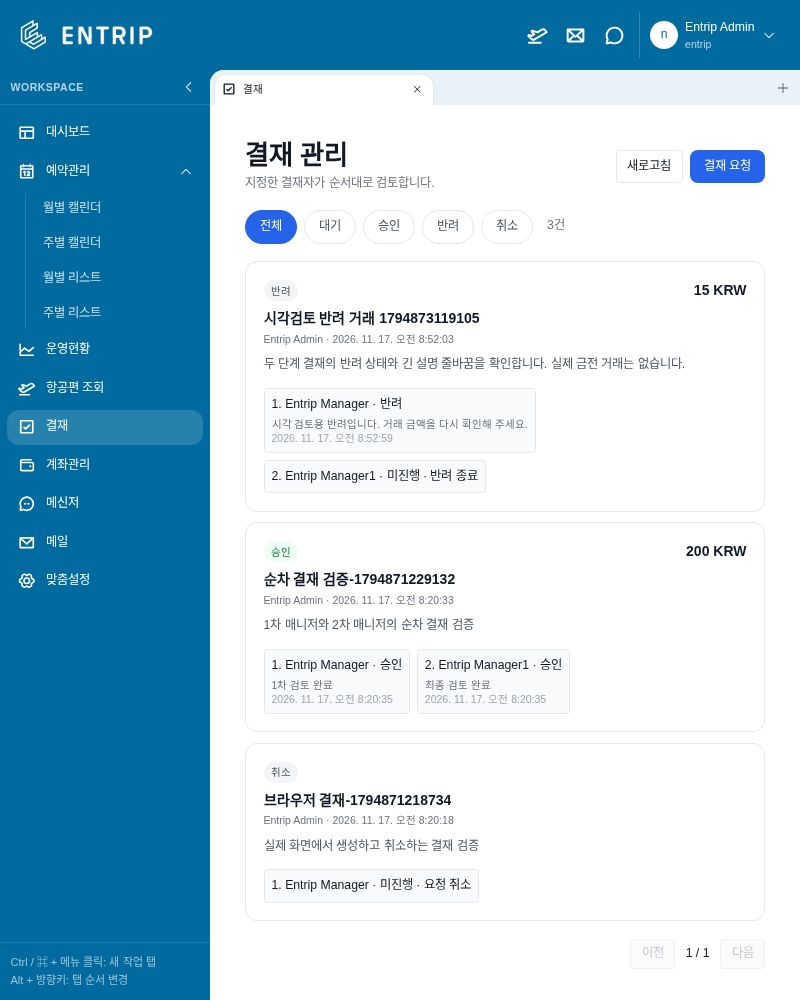 ENTRIP
n
Entrip Admin
entrip
WORKSPACE
대시보드
예약관리
월별 캘린더
주별 캘린더
월별 리스트
주별 리스트
운영현황
항공편 조회
결재
계좌관리
메신저
메일
맞춤설정
Ctrl / ⌘ + 메뉴 클릭: 새 작업 탭
Alt + 방향키: 탭 순서 변경
결재
결재 관리
지정한 결재자가 순서대로 검토합니다.
새로고침
결재 요청
전체 대기 승인 반려 취소 3건
반려
15 KRW
시각검토 반려 거래 1794873119105
Entrip Admin · 2026. 11. 17. 오전 8:52:03
두 단계 결재의 반려 상태와 긴 설명 줄바꿈을 확인합니다. 실제 금전 거래는 없습니다.
1. Entrip Manager · 반려
시각 검토용 반려입니다. 거래 금액을 다시 확인해 주세요.
2026. 11. 17. 오전 8:52:59
2. Entrip Manager1 · 미진행 · 반려 종료
승인
200 KRW
순차 결재 검증-1794871229132
Entrip Admin · 2026. 11. 17. 오전 8:20:33
1차 매니저와 2차 매니저의 순차 결재 검증
1. Entrip Manager · 승인
1차 검토 완료
2026. 11. 17. 오전 8:20:35
2. Entrip Manager1 · 승인
최종 검토 완료
2026. 11. 17. 오전 8:20:35
취소
브라우저 결재-1794871218734
Entrip Admin · 2026. 11. 17. 오전 8:20:18
실제 화면에서 생성하고 취소하는 결재 검증
1. Entrip Manager · 미진행 · 요청 취소
이전 1 / 1 다음